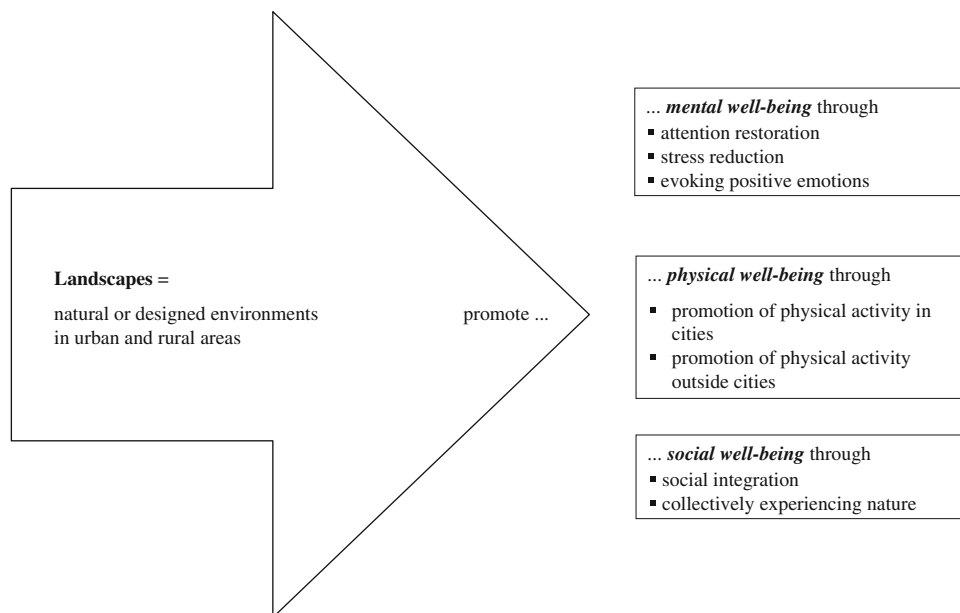 Landscapes =
natural or designed environments
in urban and rural areas
promote ...
... mental well-being through
▪ attention restoration
▪ stress reduction
▪ evoking positive emotions
... physical well-being through
▪ promotion of physical activity in
cities
▪ promotion of physical activity
outside cities
... social well-being through
▪ social integration
▪ collectively experiencing nature